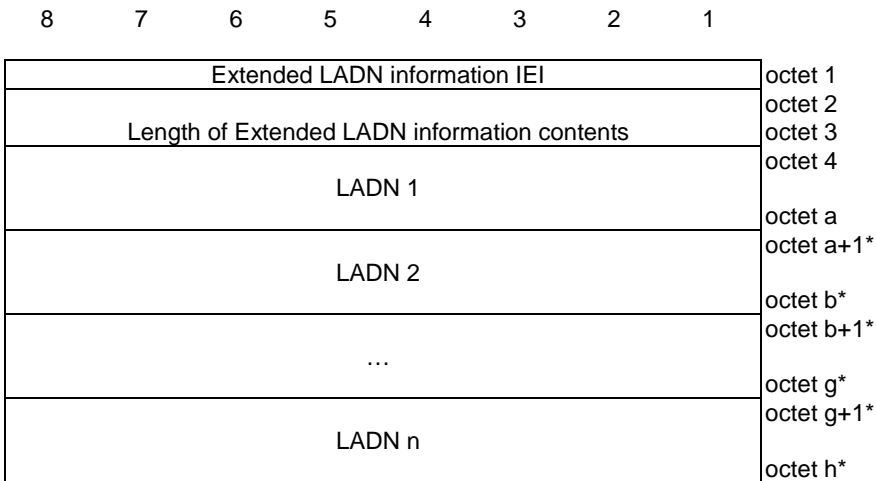 8 7 6 5 4 3 2 1
Extended LADN information IEI octet 1
octet 2
Length of Extended LADN information contents octet 3
octet 4
LADN 1
octet a
octet a+1*
LADN 2
octet b*
octet b+1*
…
octet g*
octet g+1*
LADN n
octet h*